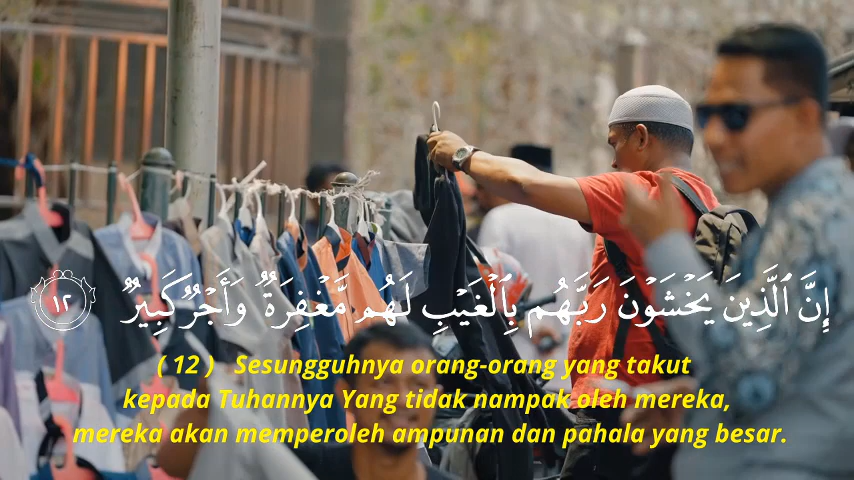 إِنَّ ٱلَّذِينَ يَخۡشَوۡنَ رَبَّهُم بِٱلۡغَيۡبِ لَهُم مَّغۡفِرَةٞ وَأَجۡرٞ كَبِيرٞ ١٢
( 12 ) Sesungguhnya orang-orang yang takut
kepada Tuhannya Yang tidak nampak oleh mereka,
mereka akan memperoleh ampunan dan pahala yang besar.